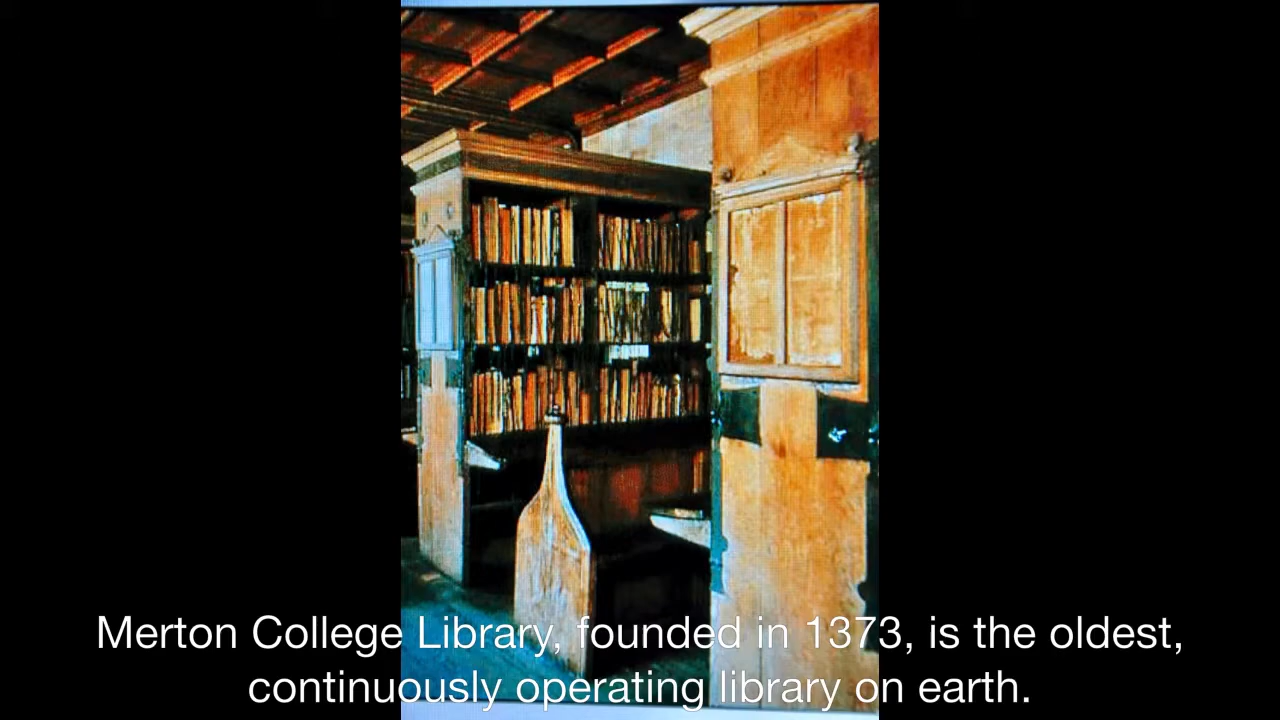 Merton College Library, founded in 1373, is the oldest,
continuously operating library on earth.